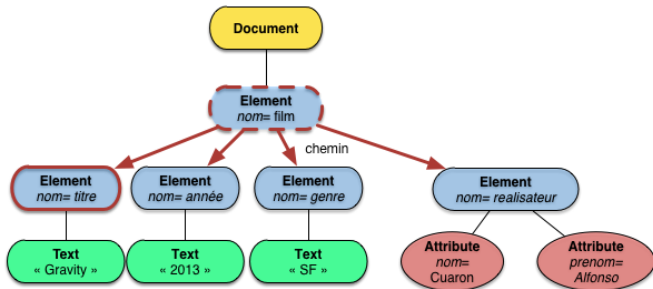 Document
Element
nom= film
chemin
Element
nom= titre
Element
nom= année
Element
nom= genre
Element
nom= realisateur
Text
« Gravity »
Text
« 2013 »
Text
« SF »
Attribute
nom=
Cuaron
Attribute
prenom=
Alfonso